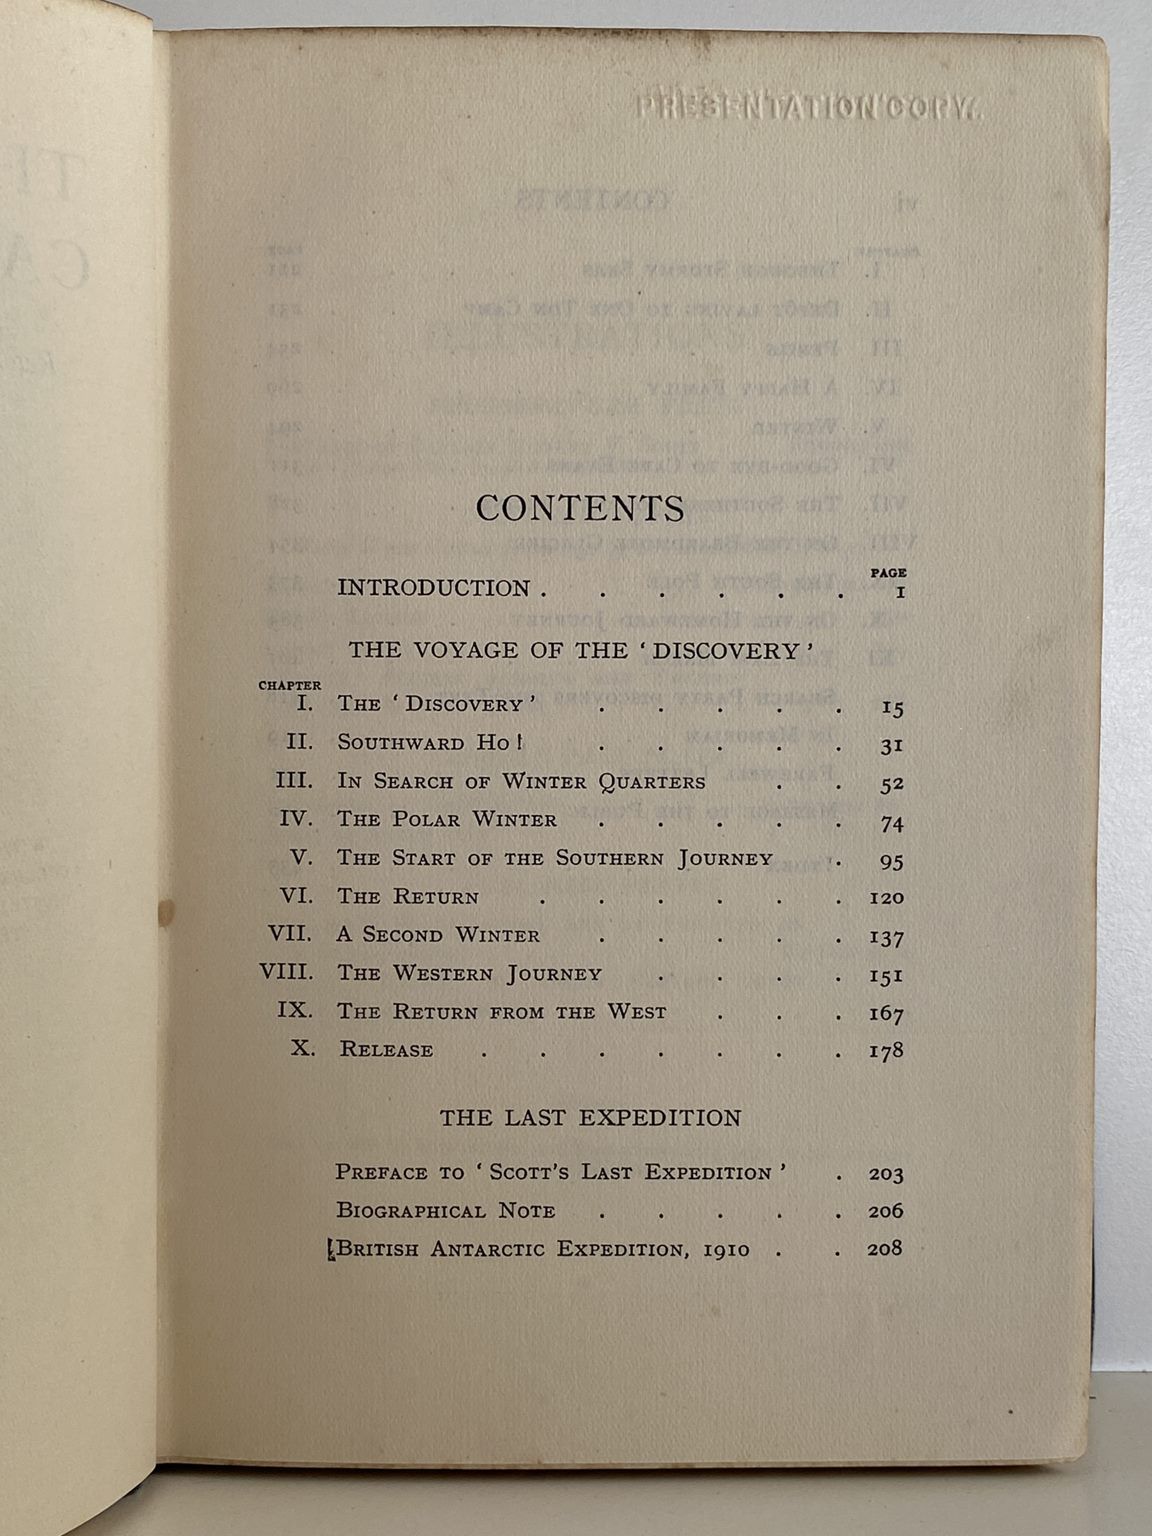 PRESENTATION COPY.
CONTENTS
PAGE
INTRODUCTION . . . . . . 1
THE VOYAGE OF THE ‘ DISCOVERY ’
CHAPTER
I. THE ‘ DISCOVERY ’ . . . . . 15
II. SOUTHWARD HO! . . . . . 31
III. IN SEARCH OF WINTER QUARTERS . . 52
IV. THE POLAR WINTER . . . . . 74
V. THE START OF THE SOUTHERN JOURNEY . 95
VI. THE RETURN . . . . . . 120
VII. A SECOND WINTER . . . . . 137
VIII. THE WESTERN JOURNEY . . . . 151
IX. THE RETURN FROM THE WEST . . . 167
X. RELEASE . . . . . . . 178
THE LAST EXPEDITION
PREFACE TO ‘ SCOTT'S LAST EXPEDITION ’ . 203
BIOGRAPHICAL NOTE . . . . . 206
BRITISH ANTARCTIC EXPEDITION, 1910 . . 208